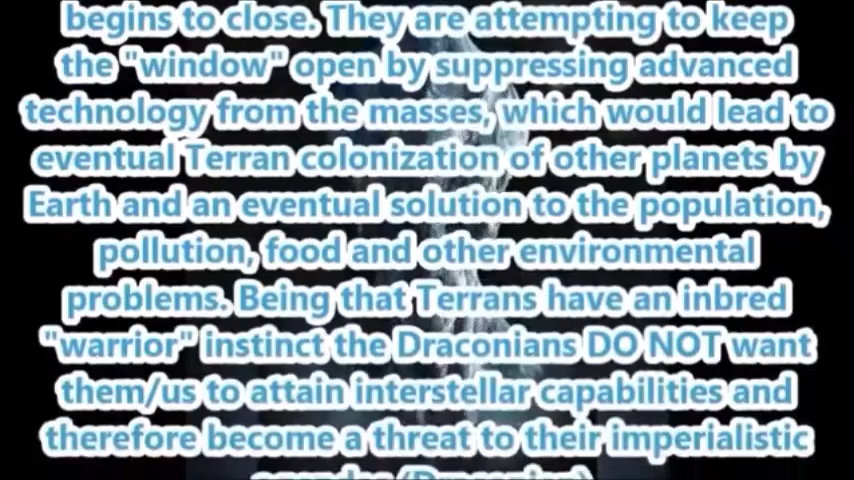 begins to close. They are attempting to keep
the "window" open by suppressing advanced
technology from the masses, which would lead to
eventual Terran colonization of other planets by
Earth and an eventual solution to the population,
pollution, food and other environmental
problems. Being that Terrans have an inbred
"warrior" instinct the Draconians DO NOT want
them/us to attain interstellar capabilities and
therefore become a threat to their imperialistic